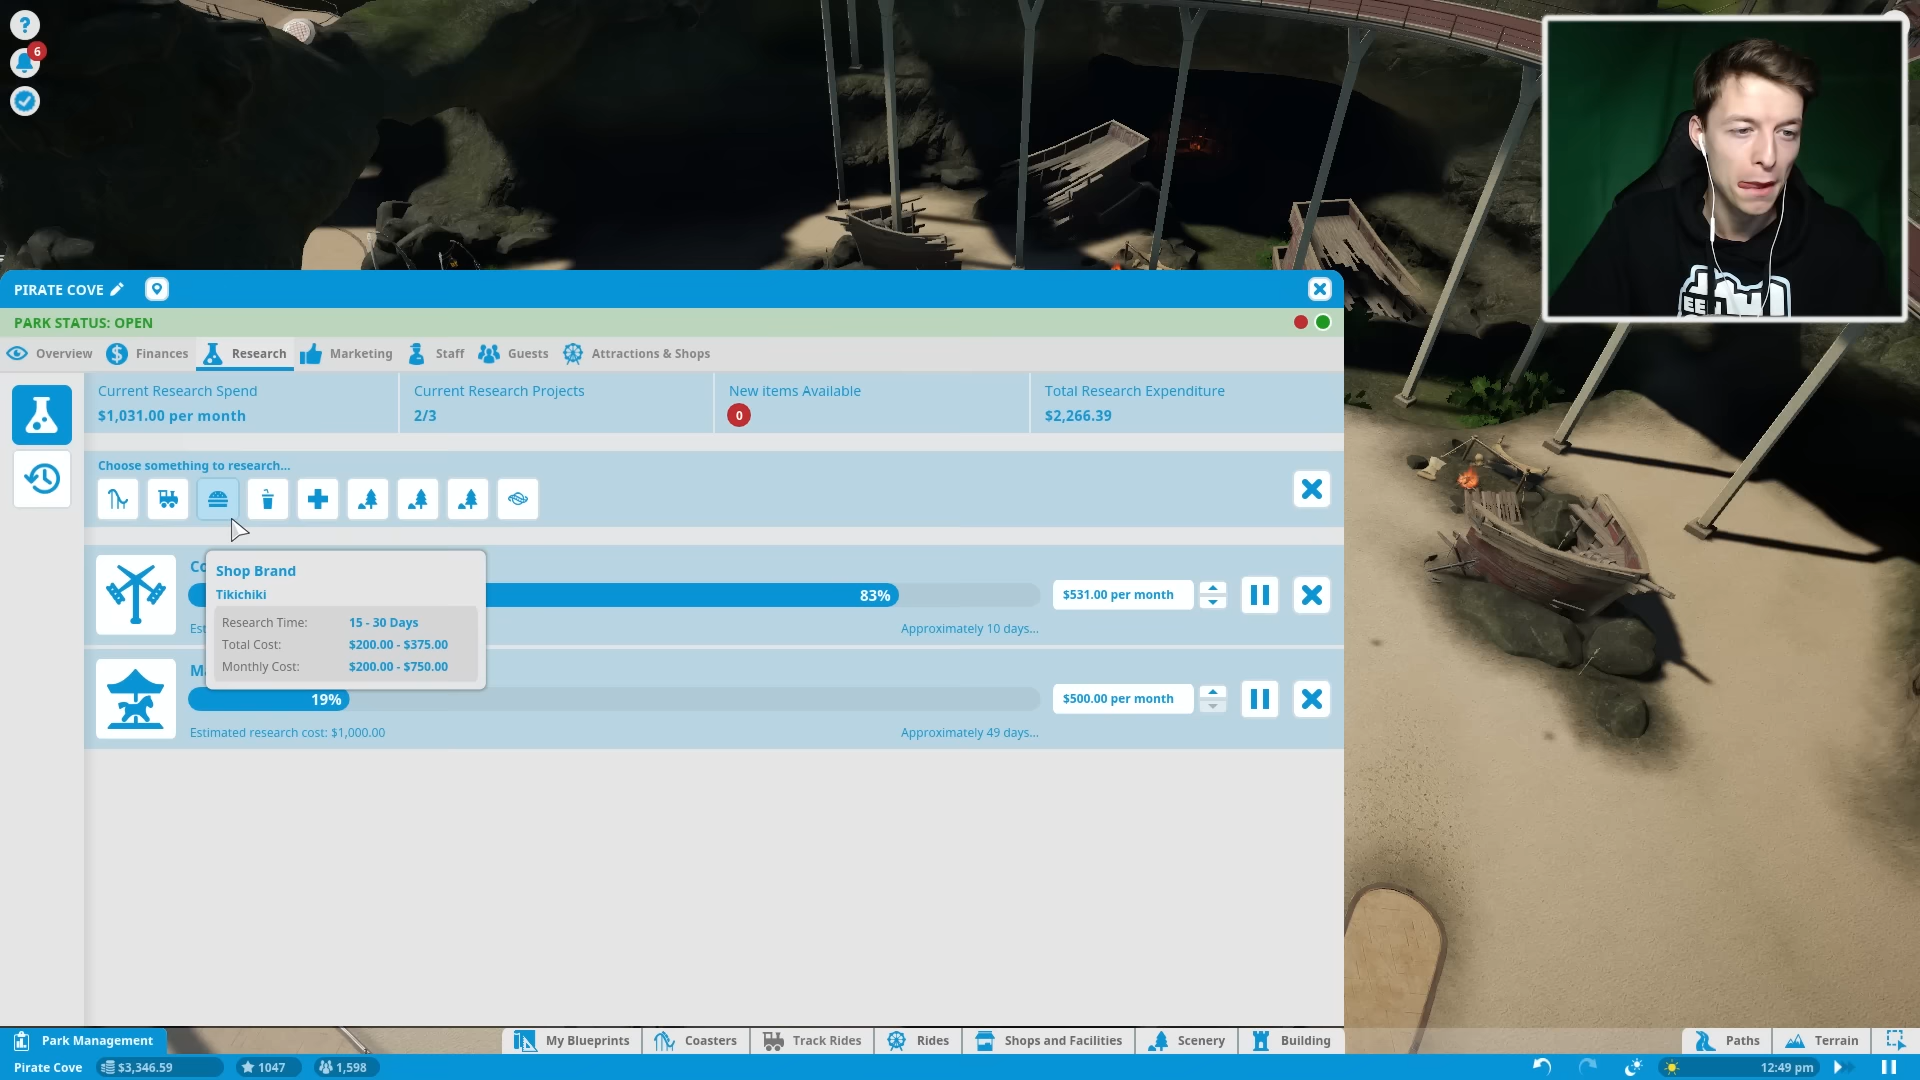 ?
6
PIRATE COVE
PARK STATUS: OPEN
Overview
Finances
Research
Marketing
Staff
Guests
Attractions & Shops
Current Research Spend
$1,031.00 per month
Current Research Projects
2/3
New items Available
0
Total Research Expenditure
$2,266.39
Choose something to research...
Shop Brand
Tikichiki
Research Time: 15 - 30 Days
Total Cost: $200.00 - $375.00
Monthly Cost: $200.00 - $750.00
83%
$531.00 per month
Approximately 10 days...
19%
$500.00 per month
Estimated research cost: $1,000.00
Approximately 49 days...
Park Management
My Blueprints
Coasters
Track Rides
Rides
Shops and Facilities
Scenery
Building
Paths
Terrain
Pirate Cove
$3,346.59
1047
1,598
12:49 pm